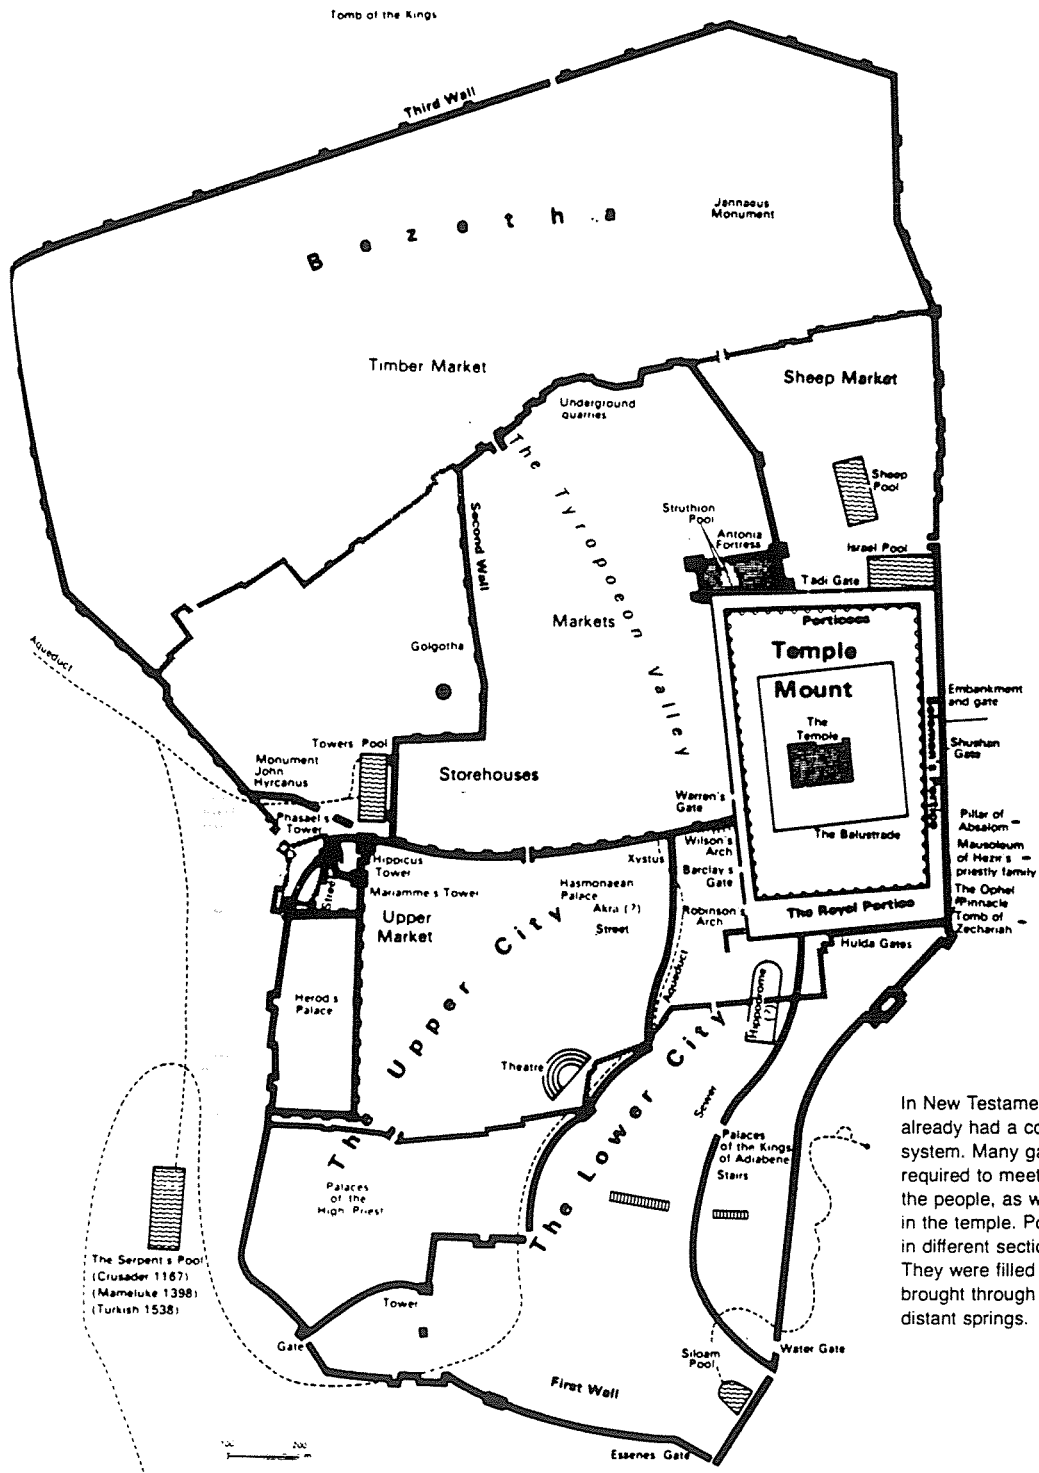 Tomb of the Kings
Third Wall
Bezetha
Jannaeus
Monument
Timber Market
Sheep Market
Underground
quarries
The Tyropoeon Valley
Sheep
Pool
Second Wall
Struthion
Pool
Antonia
Fortress
Israel Pool
Tadi Gate
Markets
Porticoes
Golgotha
Temple
Mount
Aqueduct
Embankment
and gate
The
Temple
Shushan
Gate
Solomon's Portico
Towers Pool
Monument
John
Hyrcanus
Storehouses
Warren's
Gate
Phasael's
Tower
The Balustrade
Pillar of
Absalom
Wilson's
Arch
Xystus
Hippicus
Tower
Mausoleum
of Hezir's
priestly family
Barclay's
Gate
Hasmonaean
Palace
Mariamme's Tower
Street
Akra (?)
The Ophel
Pinnacle
Robinson's
Arch
The Royal Portico
Upper
Market
Street
Tomb of
Zechariah
Hulda Gates
Aqueduct
Hippodrome
(?)
Herod's
Palace
The Upper City
Theatre
The Lower City
Sewer
In New Testame
already had a co
system. Many ga
required to meet
the people, as w
in the temple. Po
in different sectio
They were filled
brought through
distant springs.
Palaces
of the Kings
of Adiabene
Stairs
Palaces
of the
High Priest
The Serpent's Pool
(Crusader 1167)
(Mameluke 1398)
(Turkish 1538)
Tower
Gate
Siloam
Pool
Water Gate
First Wall
Essenes Gate
100 200
m